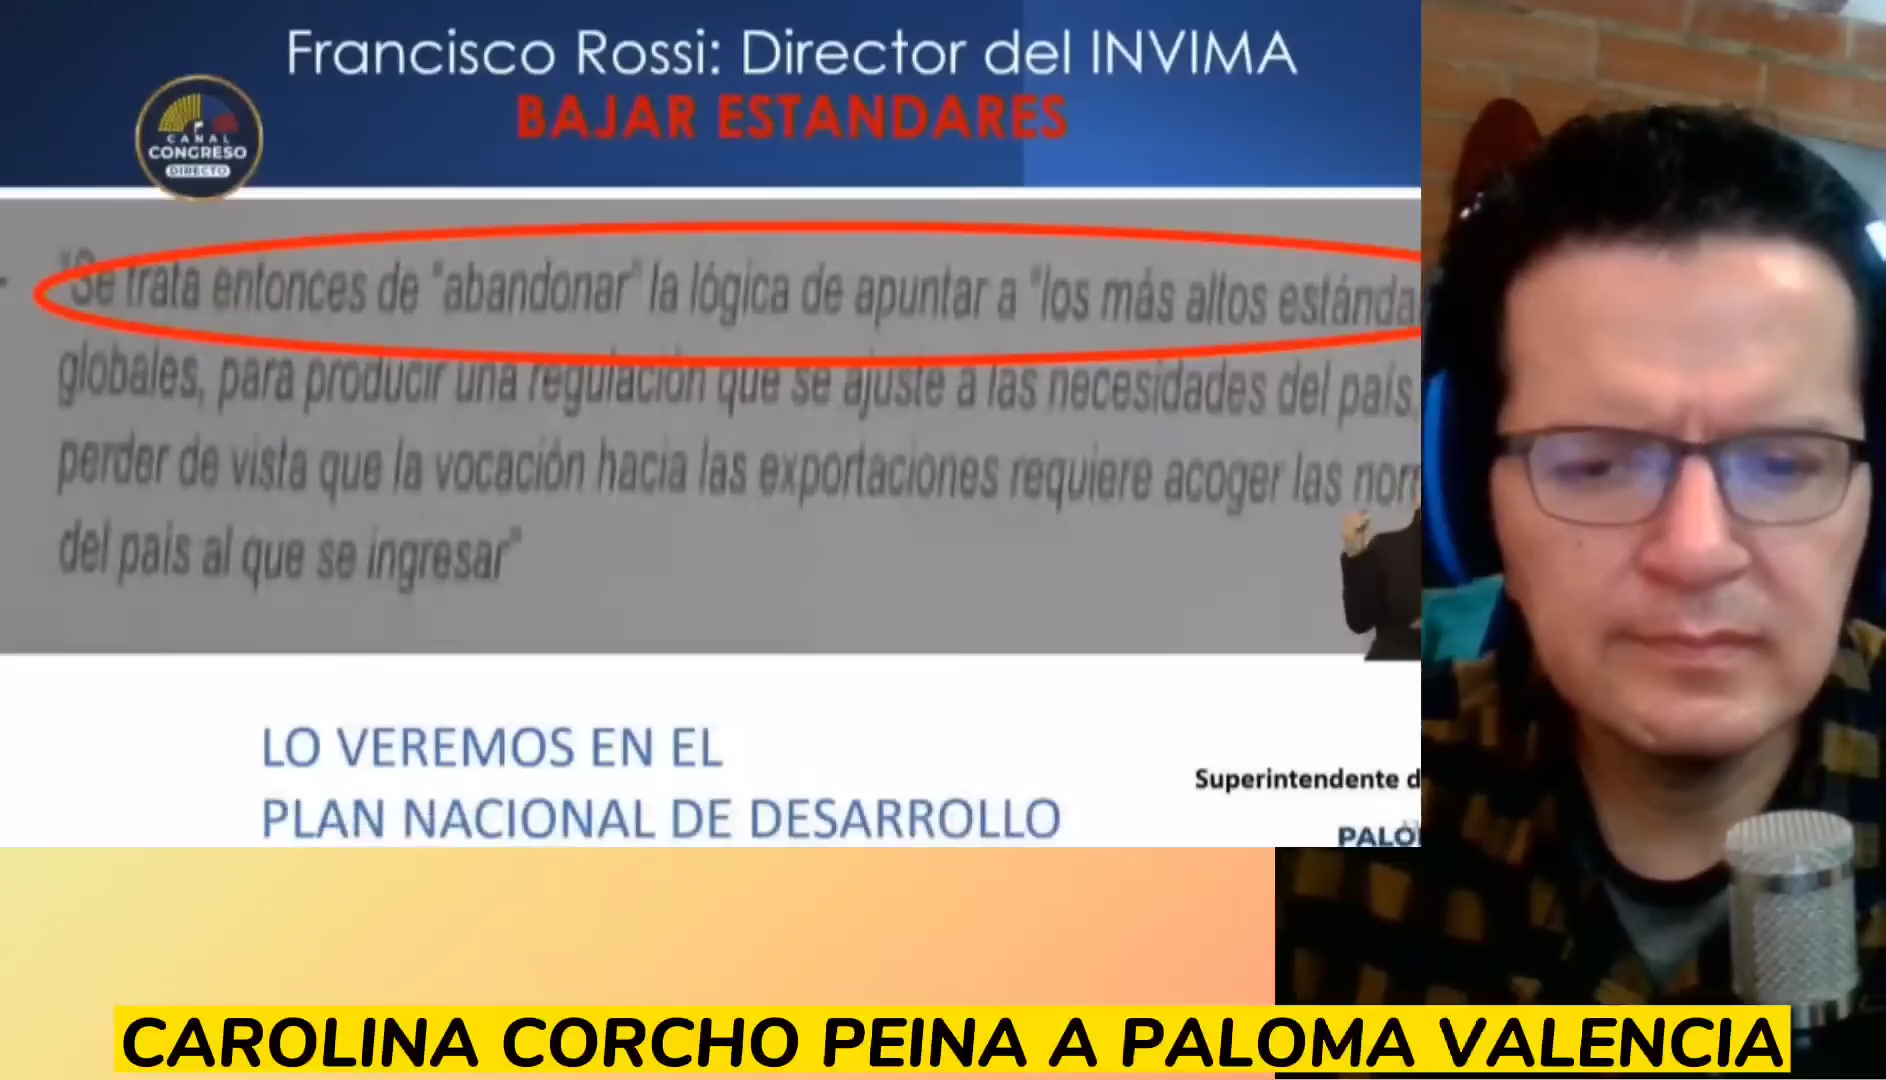 Francisco Rossi: Director del INVIMA
BAJAR ESTANDARES
CANAL
CONGRESO
DIRECTO
"Se trata entonces de "abandonar" la lógica de apuntar a "los más altos estánda
globales, para producir una regulación que se ajuste a las necesidades del país,
perder de vista que la vocación hacia las exportaciones requiere acoger las nor
del pais al que se ingresar"
LO VEREMOS EN EL
PLAN NACIONAL DE DESARROLLO
Superintendente d
PALO
CAROLINA CORCHO PEINA A PALOMA VALENCIA